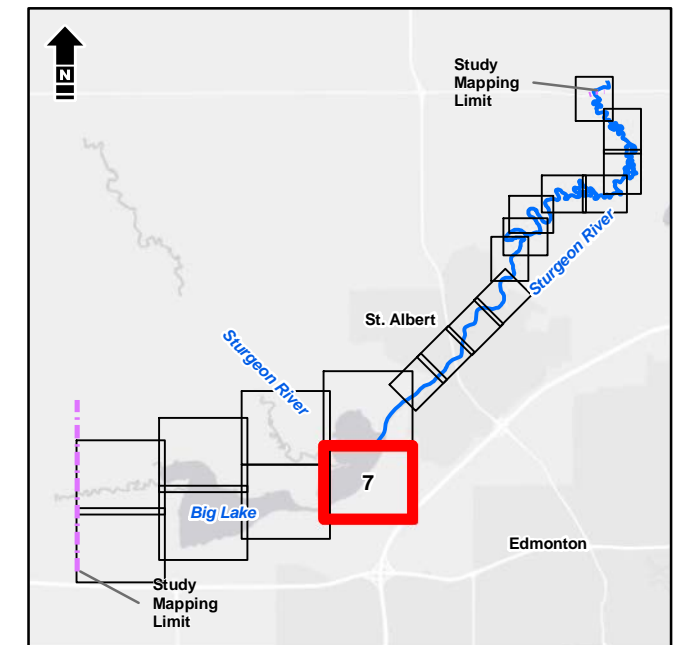 N
Study
Mapping
Limit
Sturgeon River
St. Albert
Sturgeon River
7
Big Lake
Edmonton
Study
Mapping
Limit